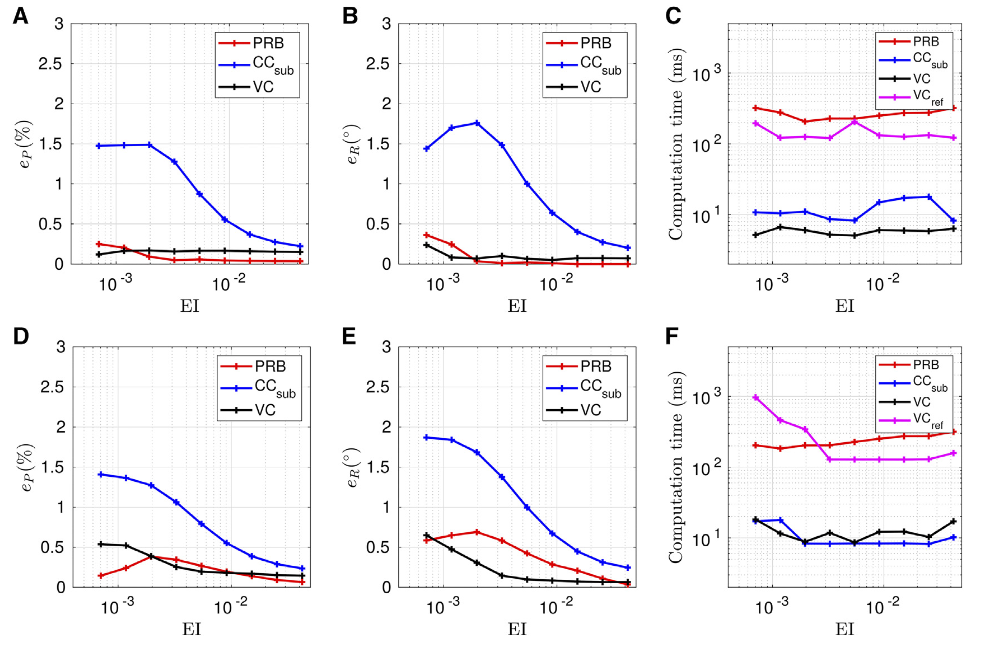 A
3
2.5
2
1.5
1
0.5
0
e_P(%)
PRB
CC_sub
VC
10^-3
10^-2
EI
B
3
2.5
2
1.5
1
0.5
0
e_R(°)
PRB
CC_sub
VC
10^-3
10^-2
EI
C
10^3
10^2
10^1
Computation time (ms)
PRB
CC_sub
VC
VC_ref
10^-3
10^-2
EI
D
3
2.5
2
1.5
1
0.5
0
e_P(%)
PRB
CC_sub
VC
10^-3
10^-2
EI
E
3
2.5
2
1.5
1
0.5
0
e_R(°)
PRB
CC_sub
VC
10^-3
10^-2
EI
F
10^3
10^2
10^1
Computation time (ms)
PRB
CC_sub
VC
VC_ref
10^-3
10^-2
EI